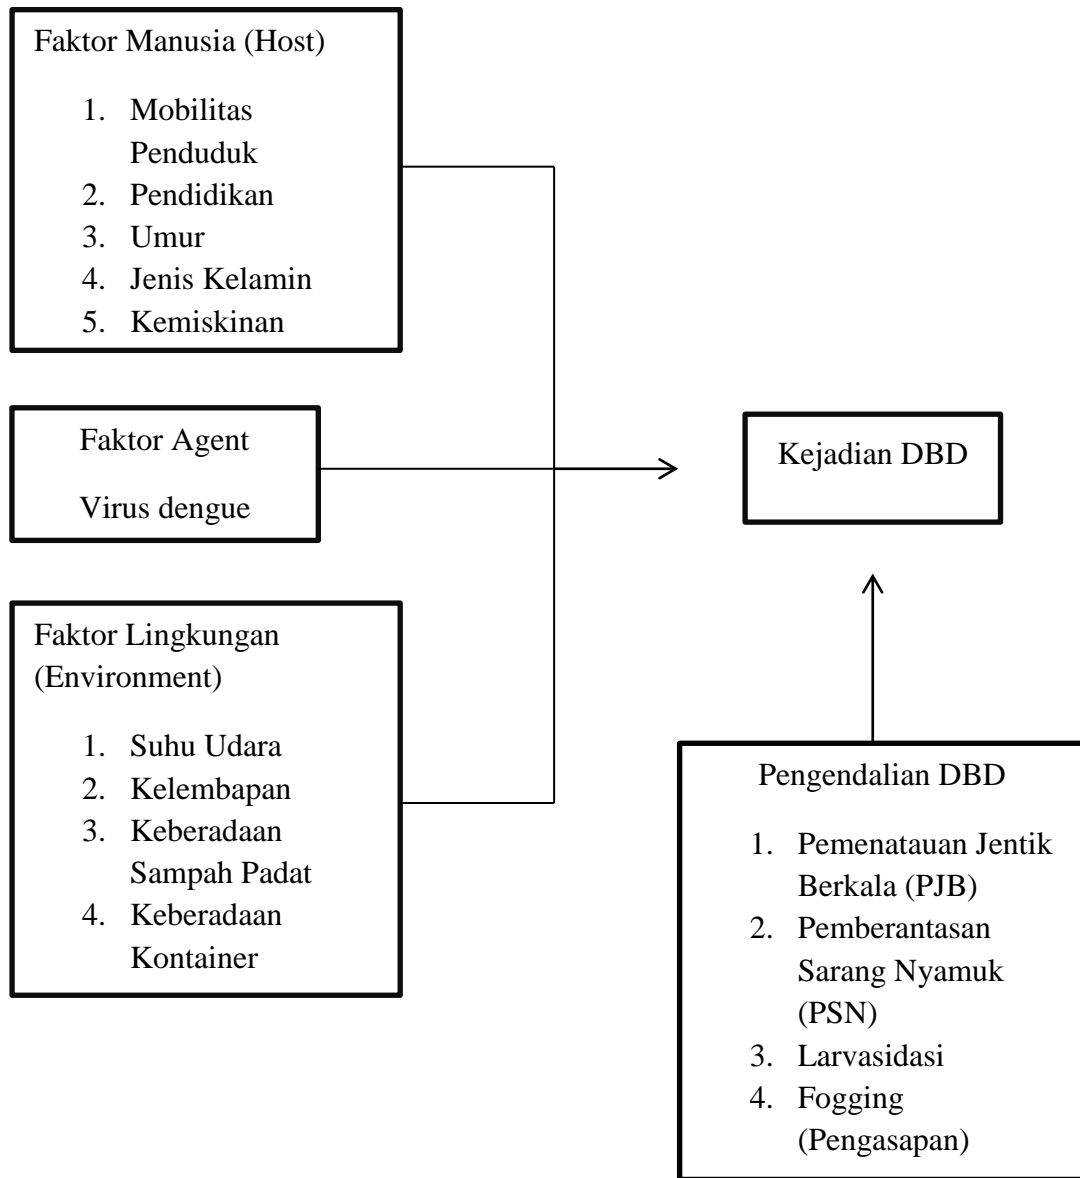 Faktor Manusia (Host)
1. Mobilitas
Penduduk
2. Pendidikan
3. Umur
4. Jenis Kelamin
5. Kemiskinan
Faktor Agent
Virus dengue
Kejadian DBD
Faktor Lingkungan
(Environment)
1. Suhu Udara
2. Kelembapan
3. Keberadaan
Sampah Padat
4. Keberadaan
Kontainer
Pengendalian DBD
1. Pemenatauan Jentik
Berkala (PJB)
2. Pemberantasan
Sarang Nyamuk
(PSN)
3. Larvasidasi
4. Fogging
(Pengasapan)